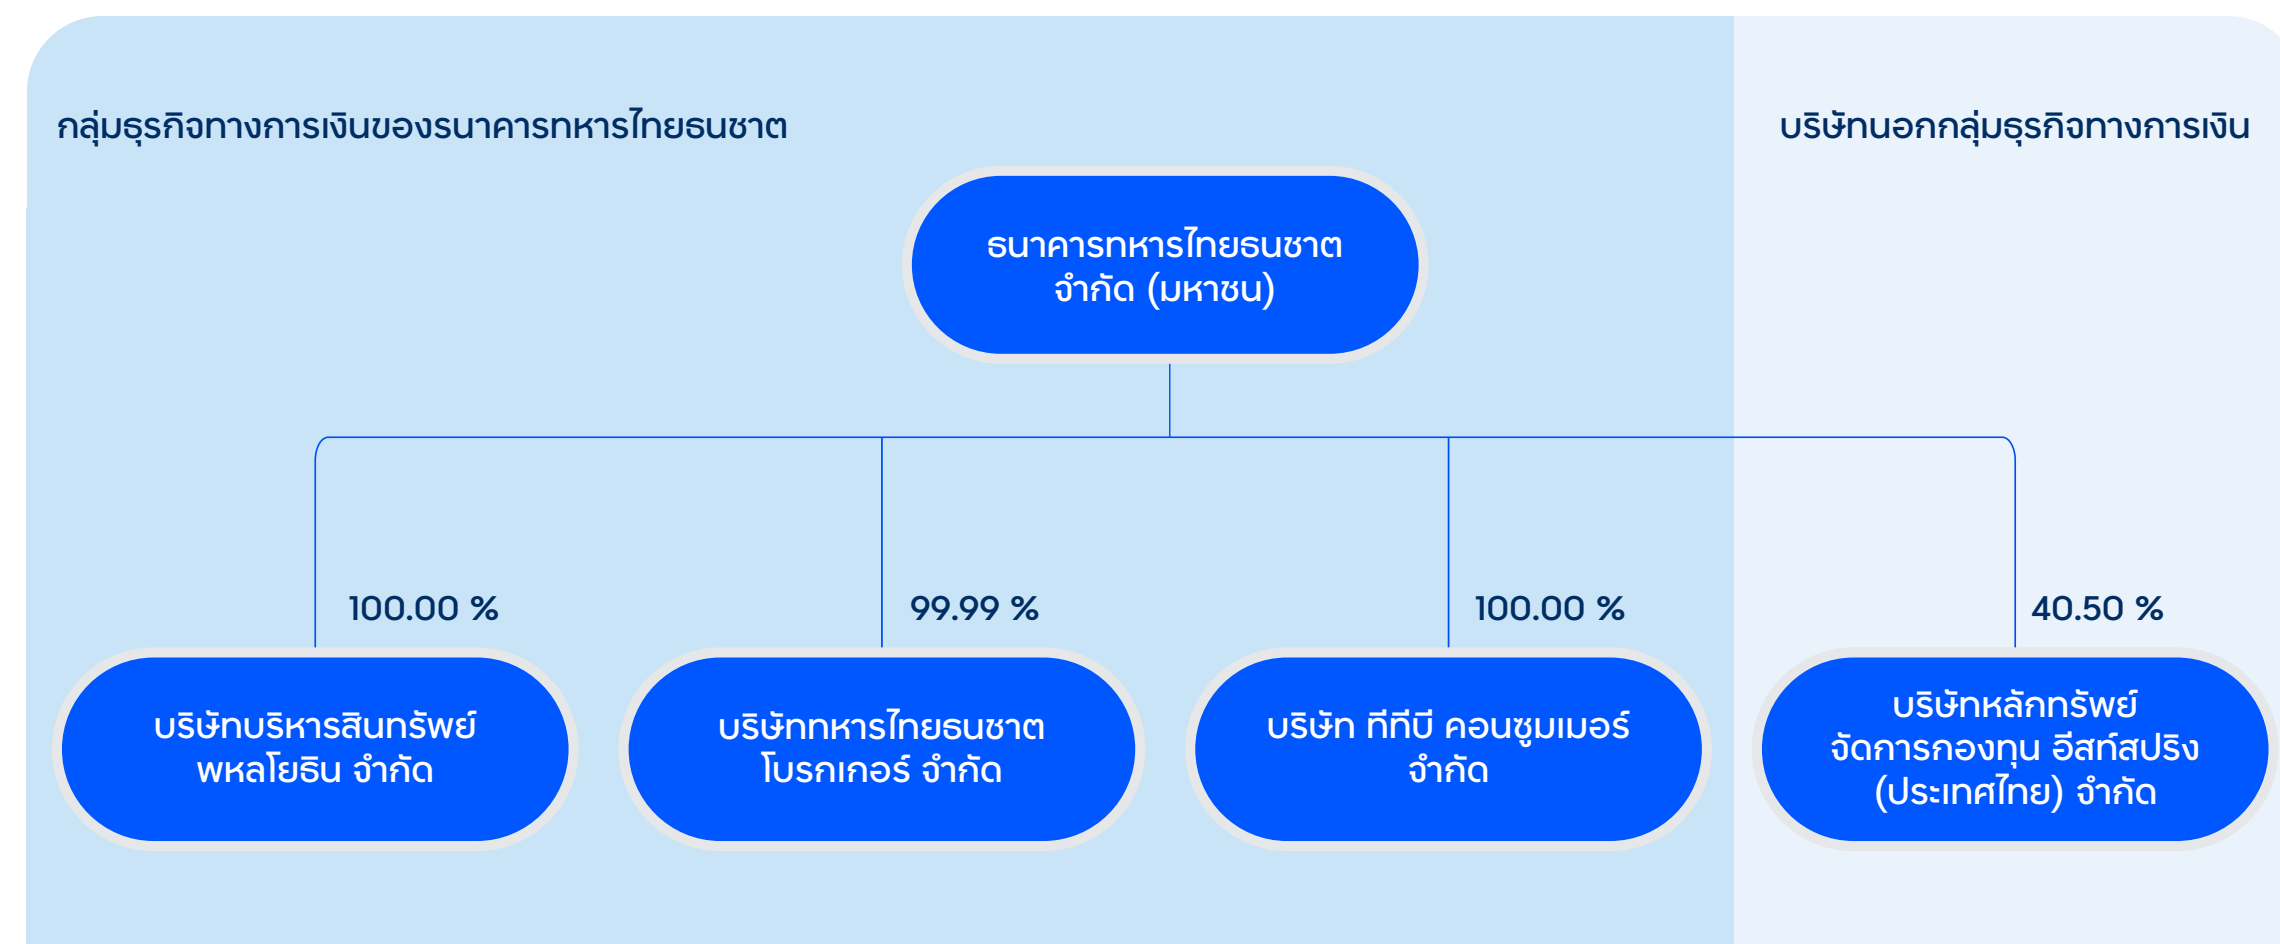 กลุ่มธุรกิจทางการเงินของธนาคารทหารไทยธนชาต
บริษัทนอกกลุ่มธุรกิจทางการเงิน
ธนาคารทหารไทยธนชาต
จำกัด (มหาชน)
100.00 %
99.99 %
100.00 %
40.50 %
บริษัทบริหารสินทรัพย์
พหลโยธิน จำกัด
บริษัททหารไทยธนชาต
โบรกเกอร์ จำกัด
บริษัท ทีทีบี คอนซูมเมอร์
จำกัด
บริษัทหลักทรัพย์
จัดการกองทุน อีสท์สปริง
(ประเทศไทย) จำกัด